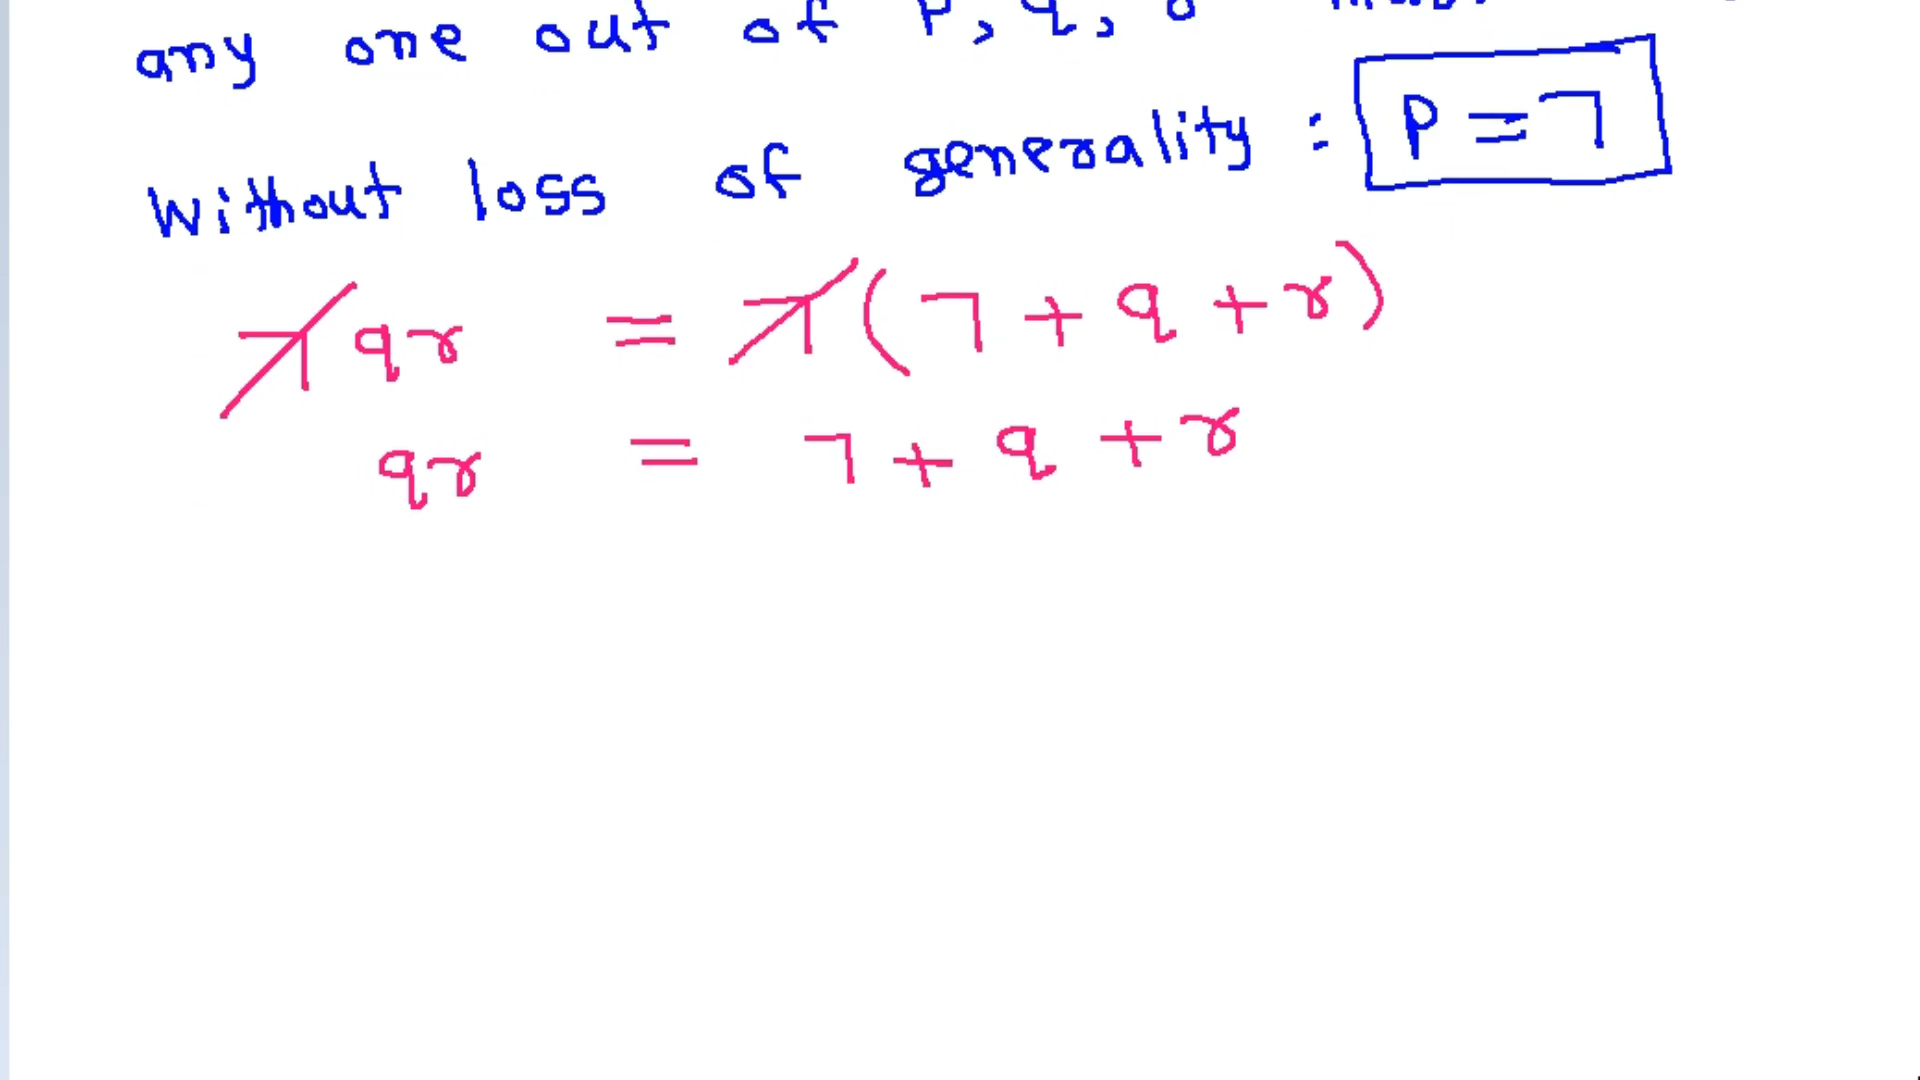 any one out of P, q,
Without loss of generality : P = 7
7qr = 7(7 + q + r)
qr = 7 + q + r